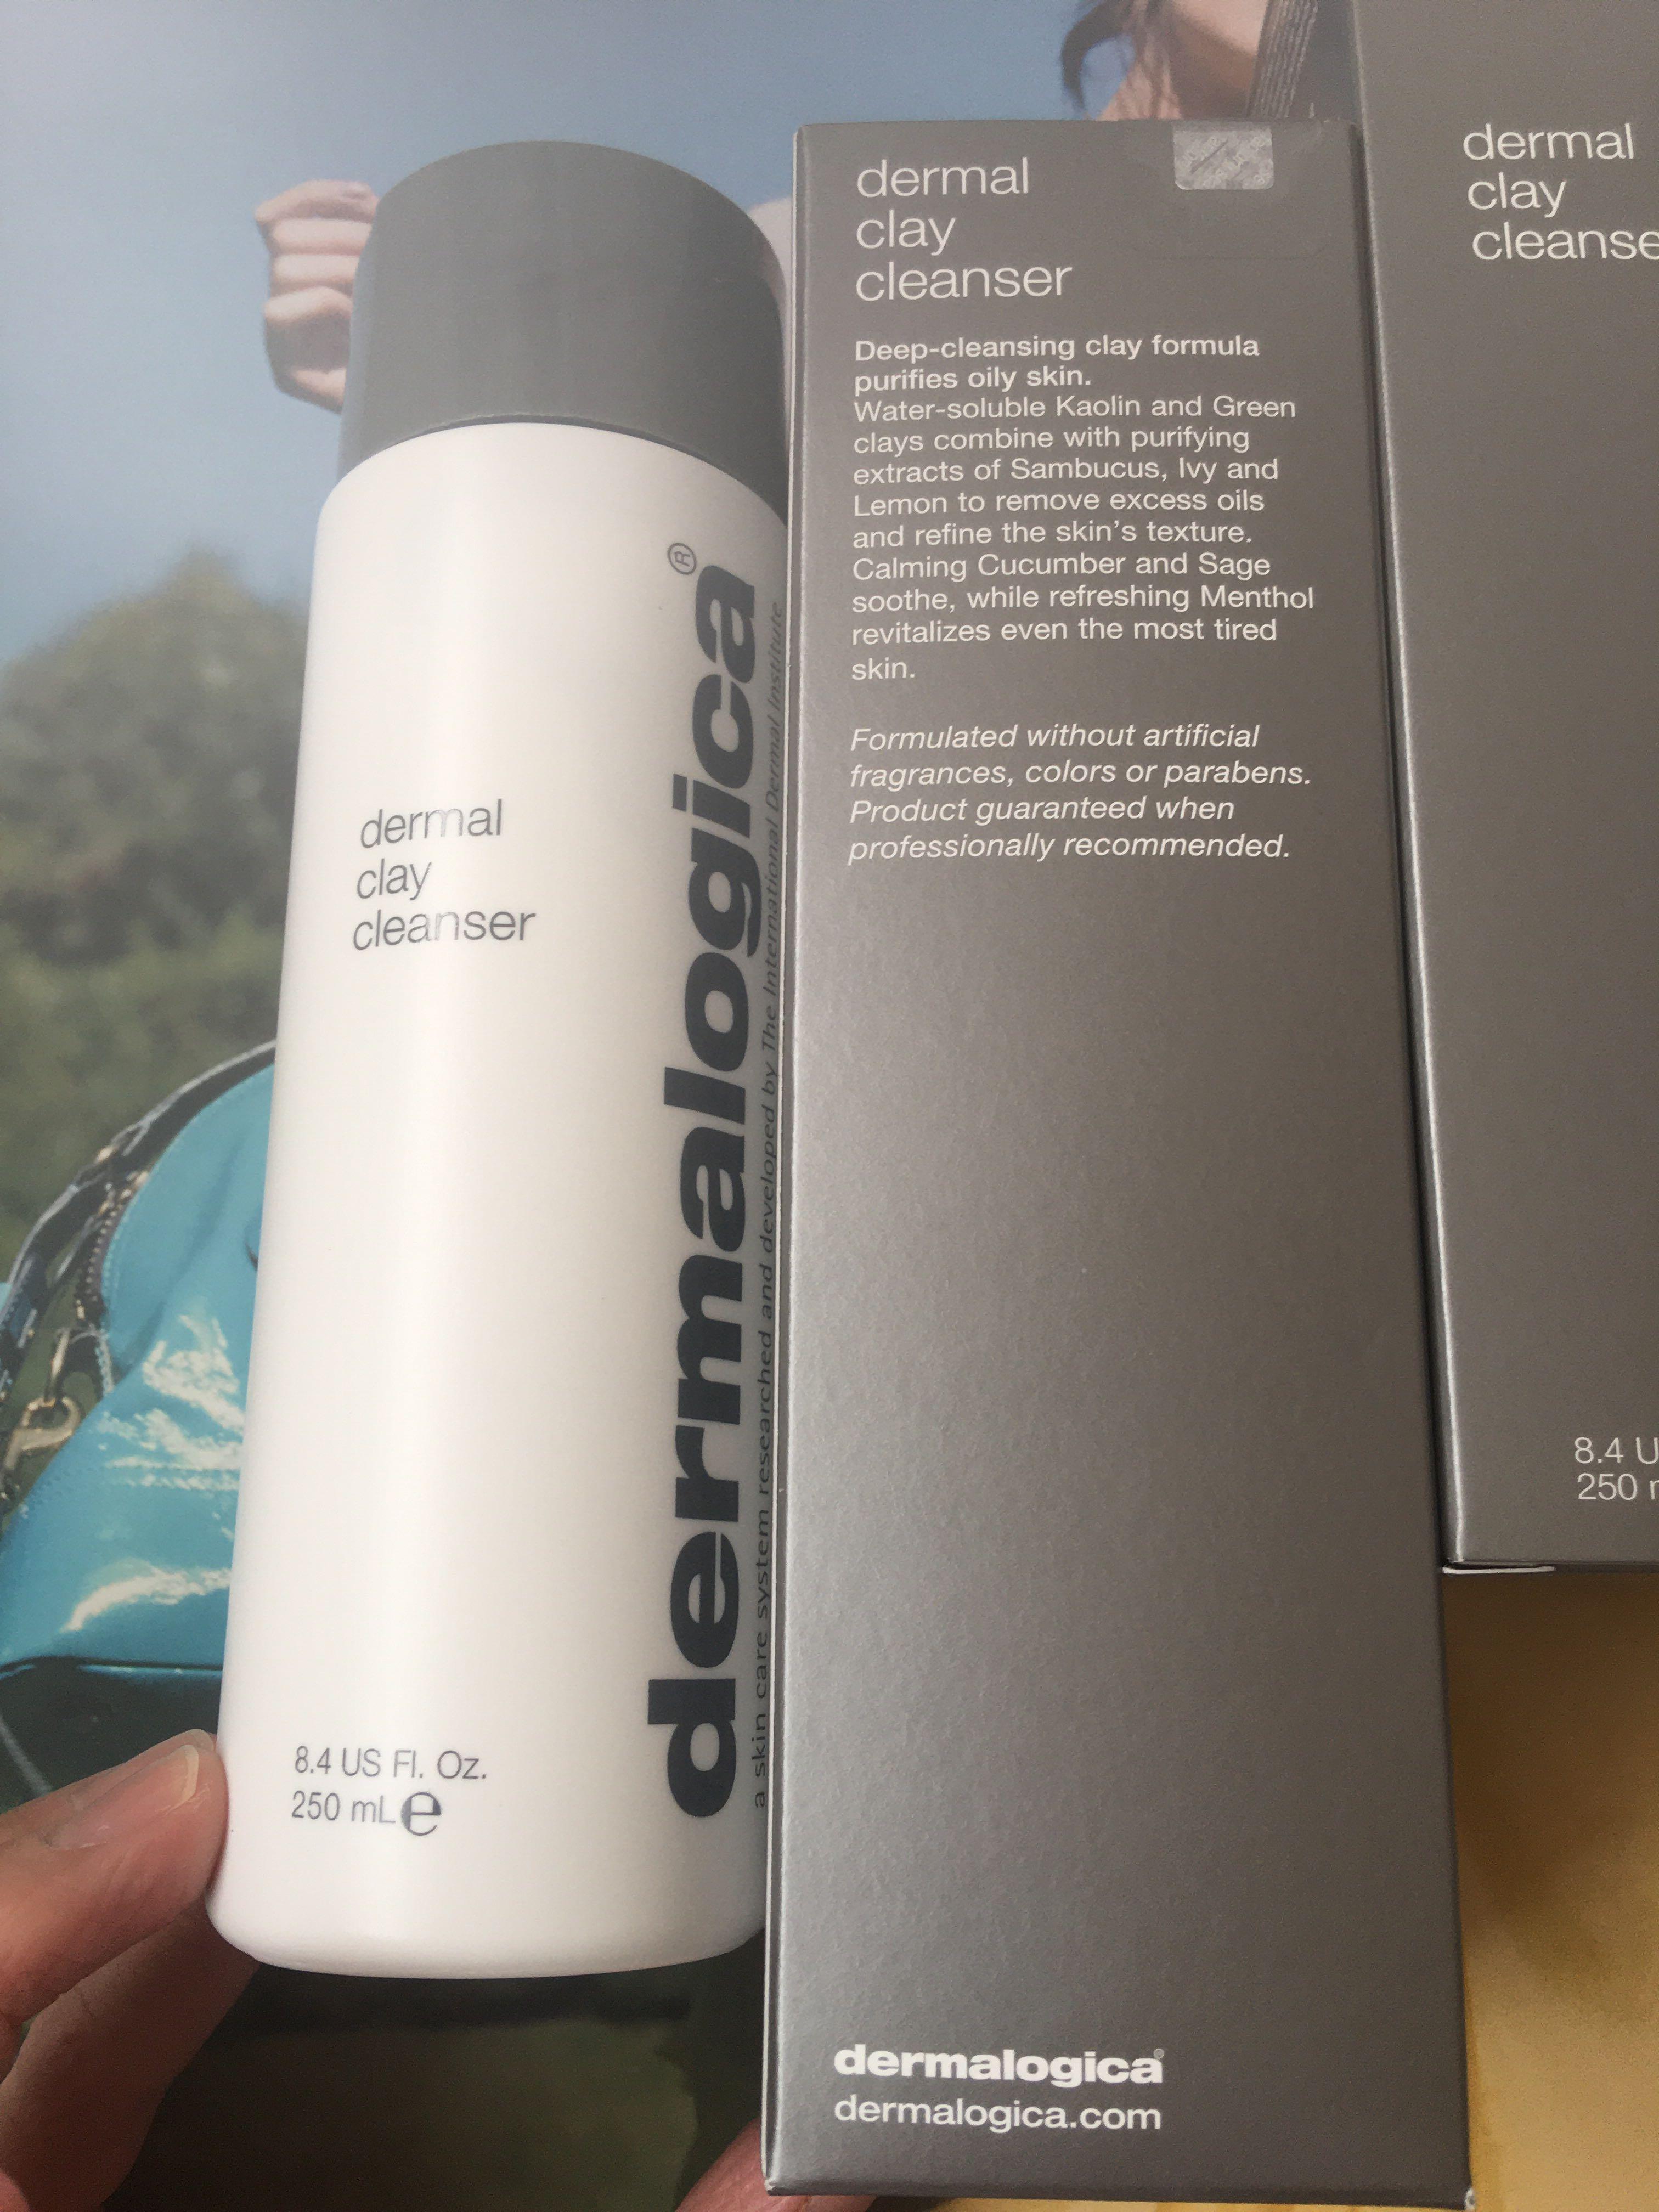 dermal
clay
cleanser
8.4 US Fl. Oz.
250 mL e
dermalogica®
a skin care system researched and developed by The International Dermal Institute
dermal
clay
cleanser
Deep-cleansing clay formula
purifies oily skin.
Water-soluble Kaolin and Green
clays combine with purifying
extracts of Sambucus, Ivy and
Lemon to remove excess oils
and refine the skin's texture.
Calming Cucumber and Sage
soothe, while refreshing Menthol
revitalizes even the most tired
skin.
Formulated without artificial
fragrances, colors or parabens.
Product guaranteed when
professionally recommended.
dermalogica®
dermalogica.com
dermal
clay
cleanse
8.4 U
250